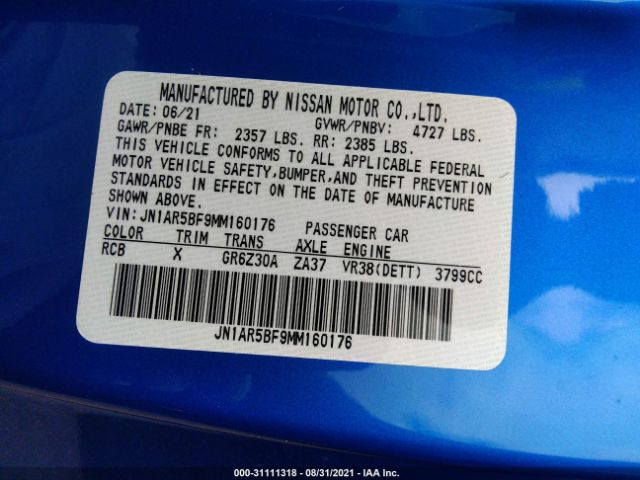 MANUFACTURED BY NISSAN MOTOR CO.,LTD.
DATE: 06/21 GVWR/PNBV: 4727 LBS.
GAWR/PNBE FR: 2357 LBS. RR: 2385 LBS.
THIS VEHICLE CONFORMS TO ALL APPLICABLE FEDERAL
MOTOR VEHICLE SAFETY,BUMPER,AND THEFT PREVENTION
STANDARDS IN EFFECT ON THE DATE OF MANUFACTURE
SHOWN ABOVE.
VIN:JN1AR5BF9MM160176 PASSENGER CAR
COLOR TRIM TRANS AXLE ENGINE
RCB X GR6Z30A ZA37 VR38(DETT) 3799CC
JN1AR5BF9MM160176
000-31111318 - 08/31/2021 - IAA Inc.